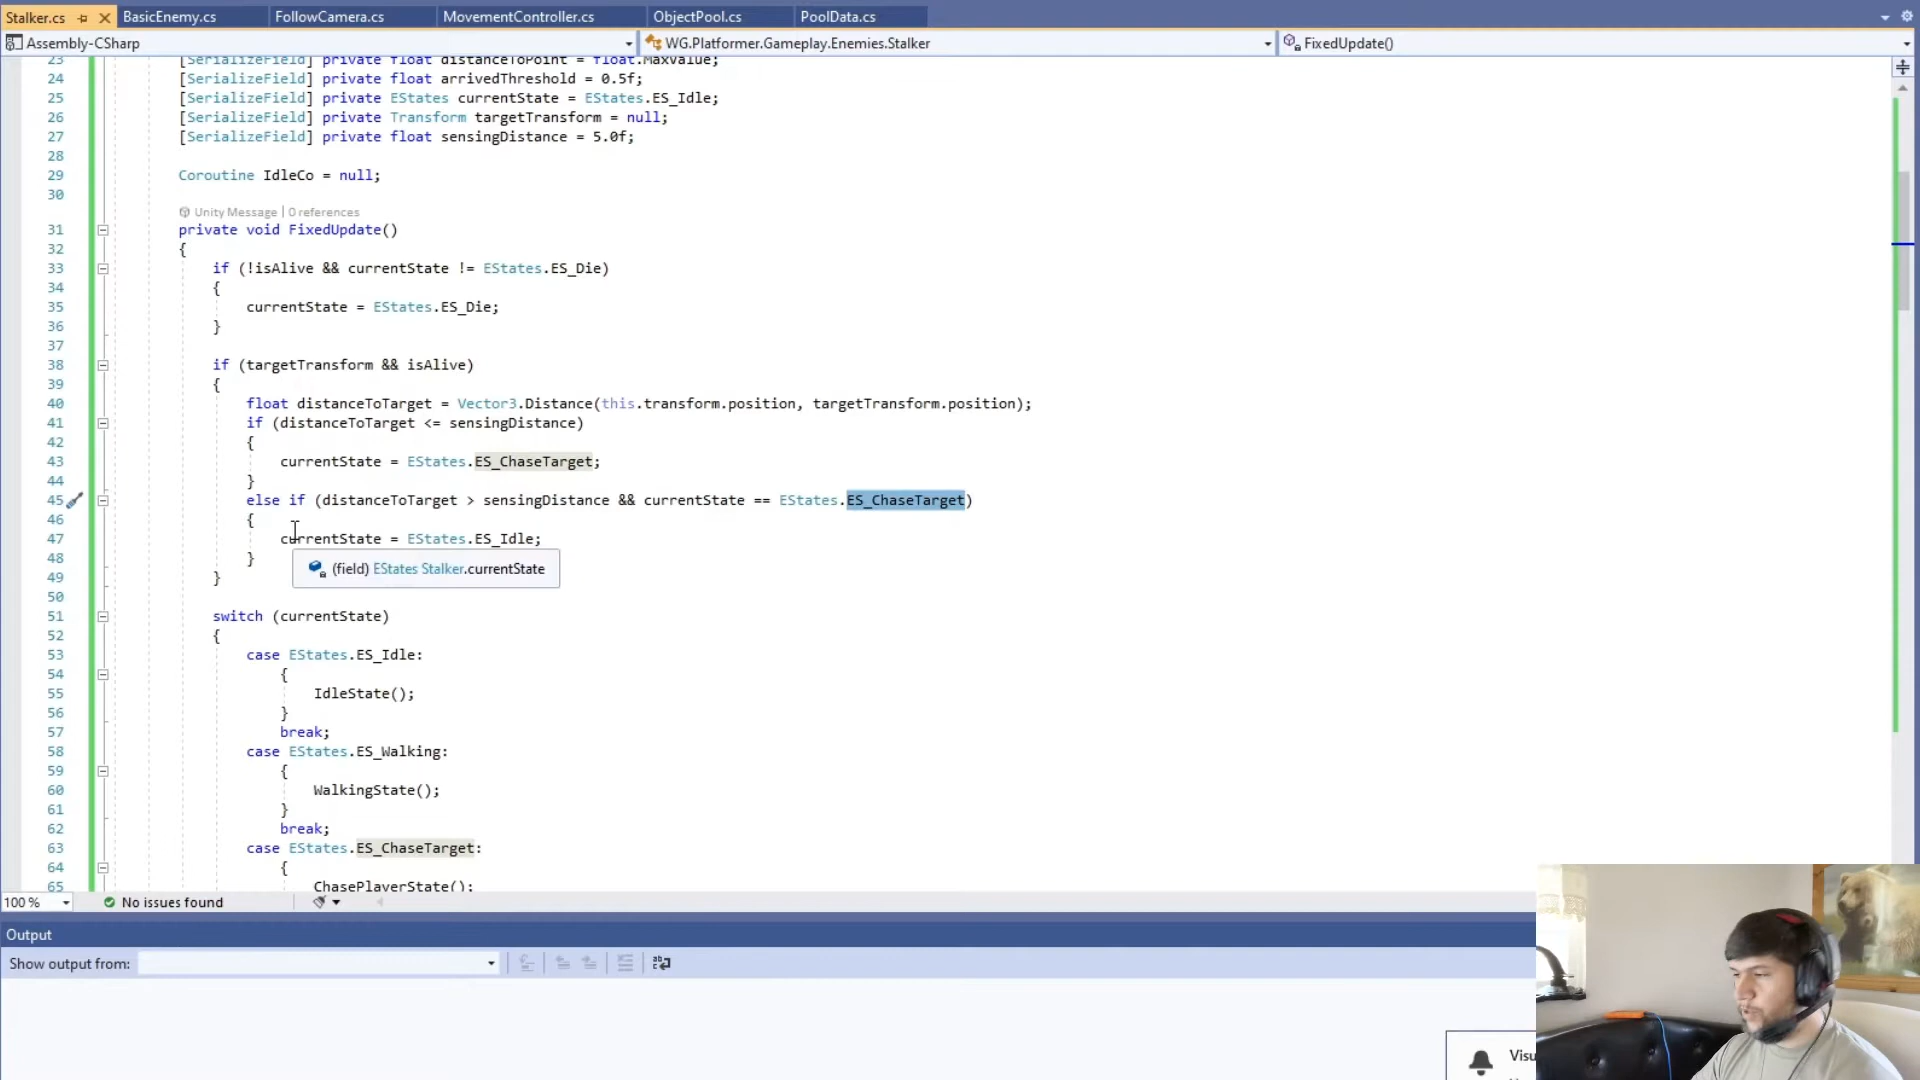 Stalker.cs
BasicEnemy.cs
FollowCamera.cs
MovementController.cs
ObjectPool.cs
PoolData.cs
Assembly-CSharp
WG.Platformer.Gameplay.Enemies.Stalker
FixedUpdate()
23 [SerializeField] private float distanceToPoint = float.MaxValue;
24 [SerializeField] private float arrivedThreshold = 0.5f;
25 [SerializeField] private EStates currentState = EStates.ES_Idle;
26 [SerializeField] private Transform targetTransform = null;
27 [SerializeField] private float sensingDistance = 5.0f;
28
29 Coroutine IdleCo = null;
30
Unity Message | 0 references
31 private void FixedUpdate()
32 {
33 if (!isAlive && currentState != EStates.ES_Die)
34 {
35 currentState = EStates.ES_Die;
36 }
37
38 if (targetTransform && isAlive)
39 {
40 float distanceToTarget = Vector3.Distance(this.transform.position, targetTransform.position);
41 if (distanceToTarget <= sensingDistance)
42 {
43 currentState = EStates.ES_ChaseTarget;
44 }
45 else if (distanceToTarget > sensingDistance && currentState == EStates.ES_ChaseTarget)
46 {
47 currentState = EStates.ES_Idle;
48 }
(field) EStates Stalker.currentState
49 }
50
51 switch (currentState)
52 {
53 case EStates.ES_Idle:
54 {
55 IdleState();
56 }
57 break;
58 case EStates.ES_Walking:
59 {
60 WalkingState();
61 }
62 break;
63 case EStates.ES_ChaseTarget:
64 {
65 ChasePlayerState();
100 %
No issues found
Output
Show output from:
Visu